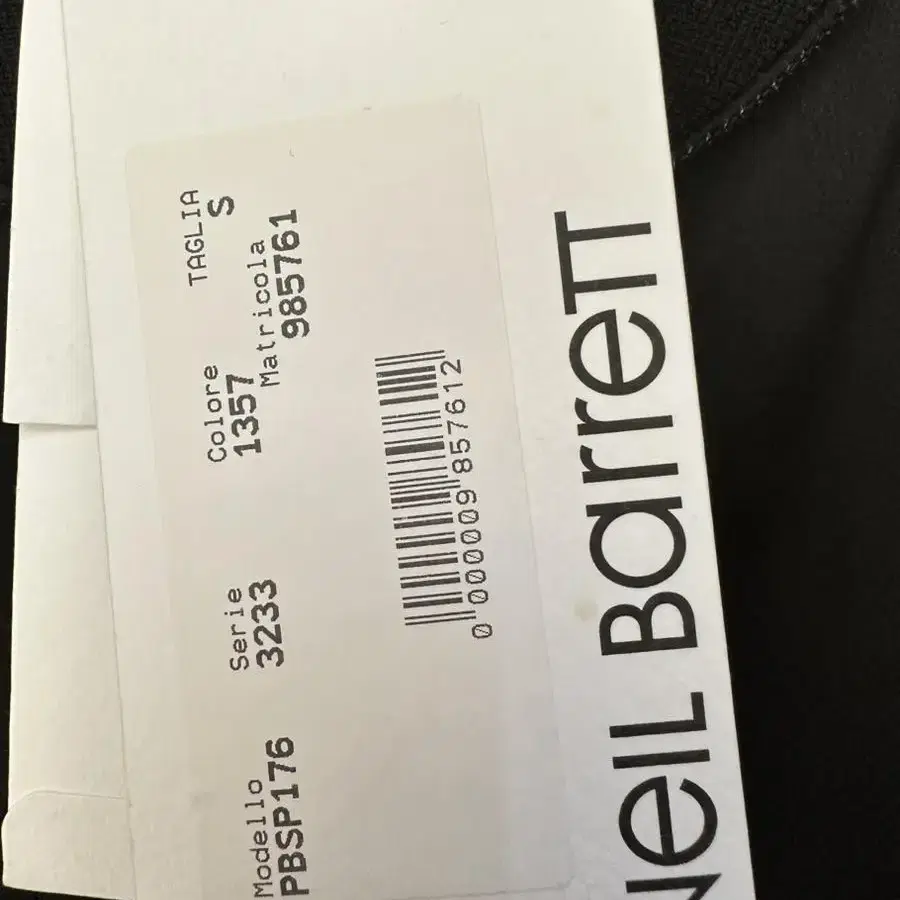 Modello Serie Colore TAGLIA
PBSP176 3233 1357 S
Matricola
985761
0 000009 857612
NEIL BarreTT